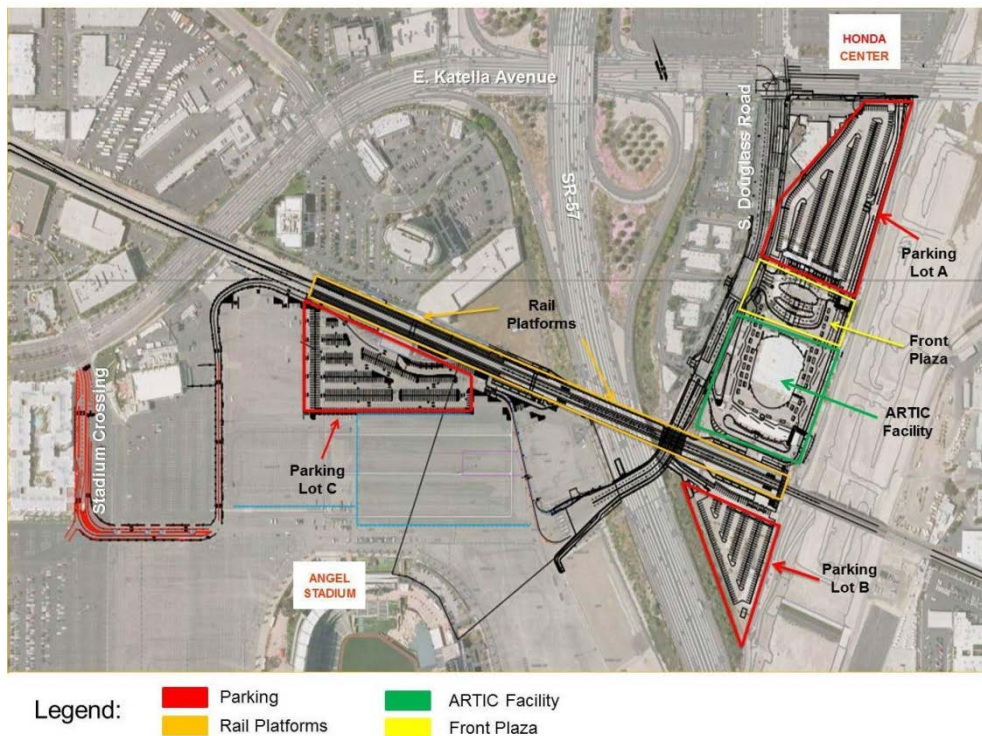 HONDA
CENTER
E. Katella Avenue
S. Douglass Road
SR-57
Parking
Lot A
Rail
Platforms
Front
Plaza
ARTIC
Facility
Stadium Crossing
Parking
Lot C
Parking
Lot B
ANGEL
STADIUM
Legend:
Parking
ARTIC Facility
Rail Platforms
Front Plaza